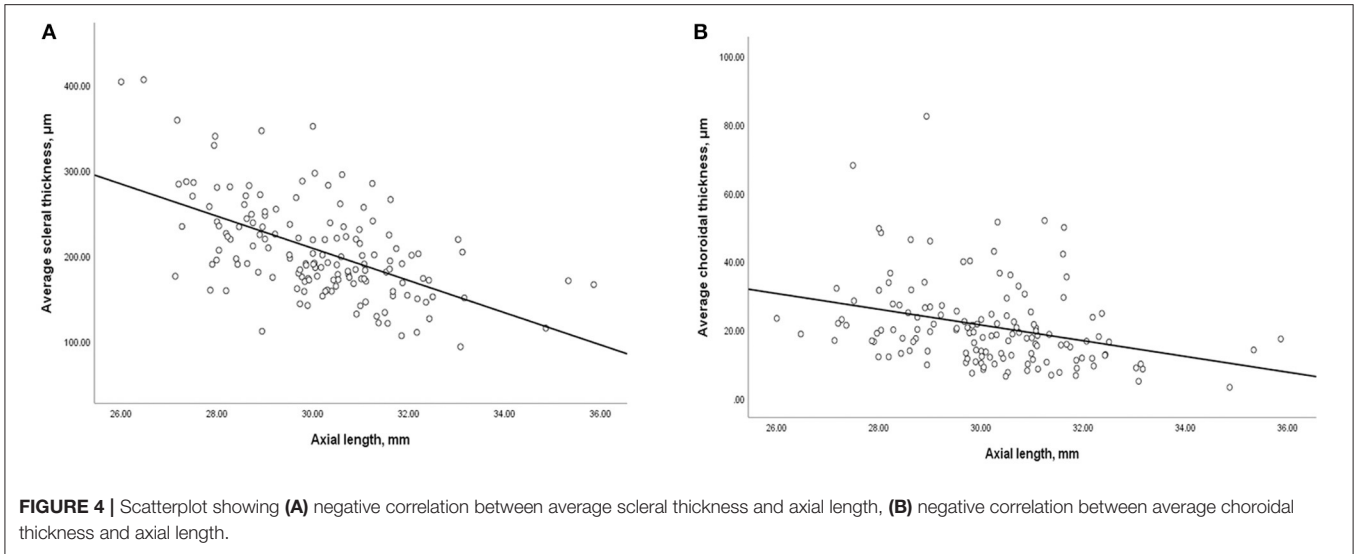 A
B
Average scleral thickness, µm
400.00
300.00
200.00
100.00
26.00 28.00 30.00 32.00 34.00 36.00
Axial length, mm
Average choroidal thickness, µm
100.00
80.00
60.00
40.00
20.00
.00
26.00 28.00 30.00 32.00 34.00 36.00
Axial length, mm
FIGURE 4 | Scatterplot showing (A) negative correlation between average scleral thickness and axial length, (B) negative correlation between average choroidal
thickness and axial length.